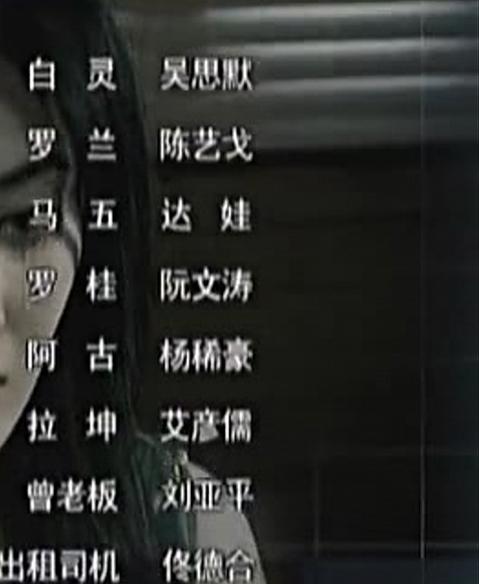 白 灵 吴思默
罗 兰 陈艺戈
马 五 达 娃
罗 桂 阮文涛
阿 古 杨稀豪
拉 坤 艾彦儒
曾老板 刘亚平
出租司机 佟德合